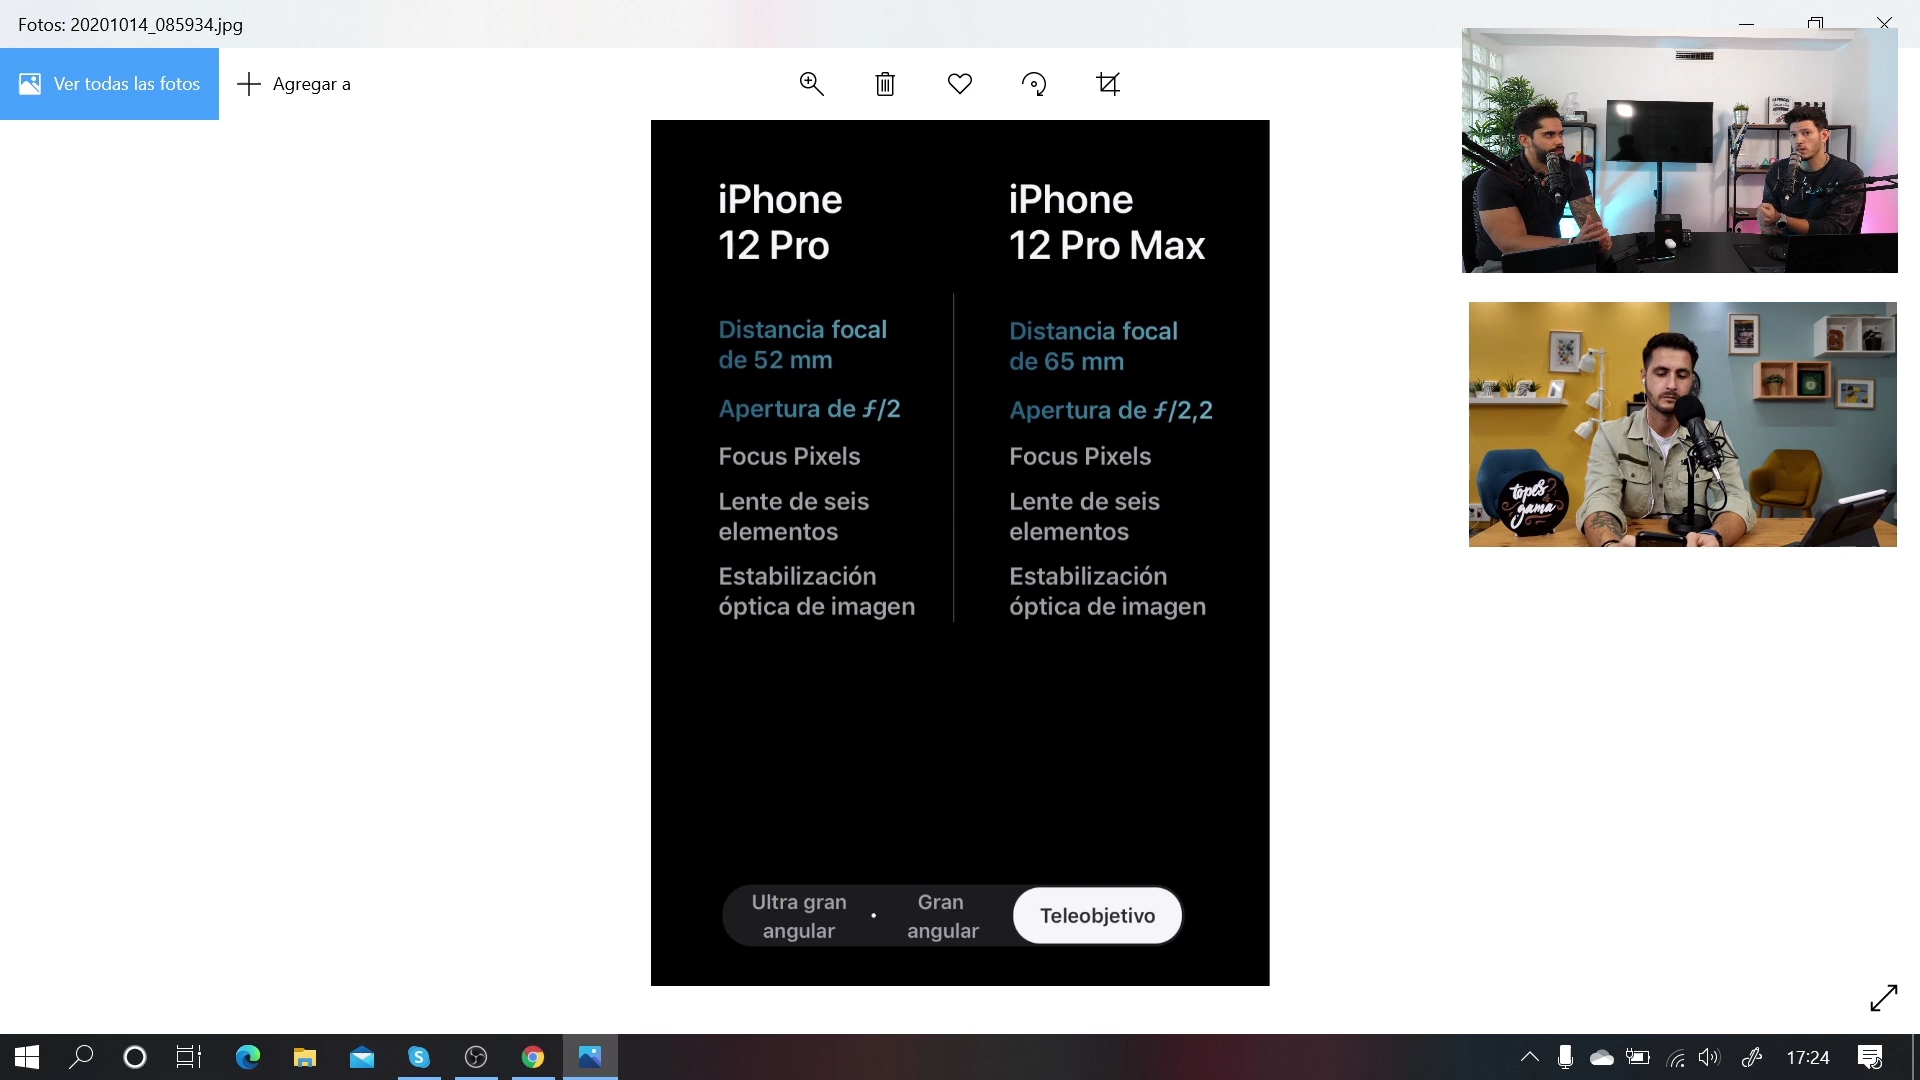 Fotos: 20201014_085934.jpg
Ver todas las fotos
Agregar a
iPhone
12 Pro
Distancia focal
de 52 mm
Apertura de ƒ/2
Focus Pixels
Lente de seis
elementos
Estabilización
óptica de imagen
iPhone
12 Pro Max
Distancia focal
de 65 mm
Apertura de ƒ/2,2
Focus Pixels
Lente de seis
elementos
Estabilización
óptica de imagen
Ultra gran
angular
Gran
angular
Teleobjetivo
topes
de
gama
17:24